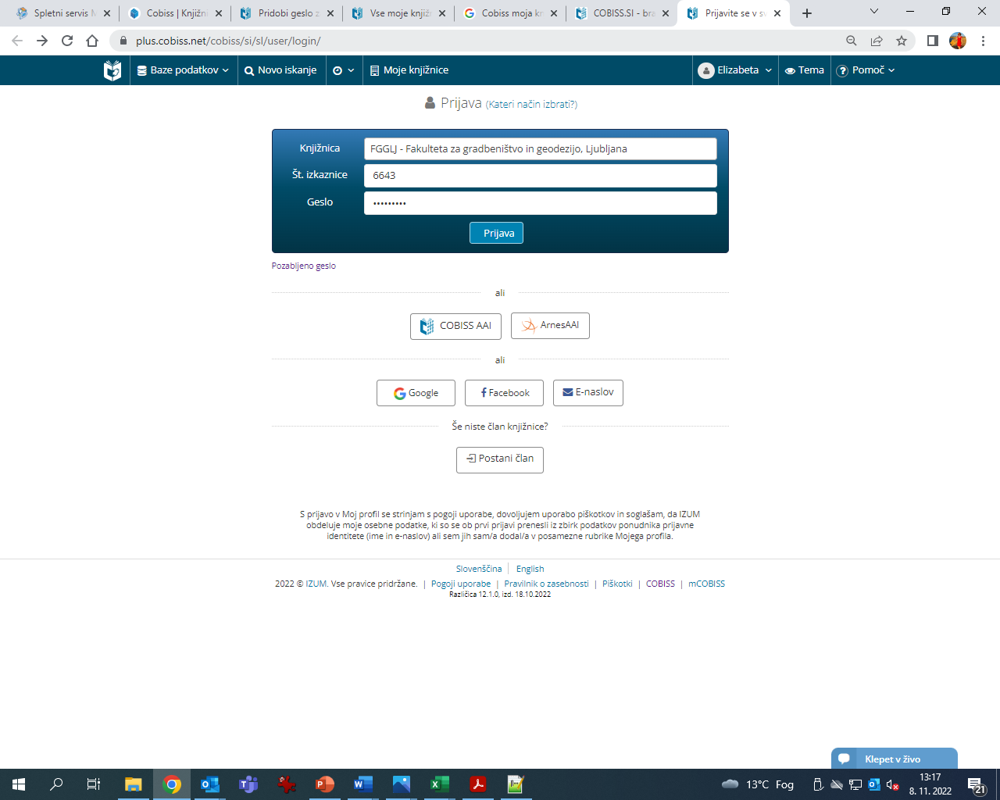 Spletni servis
Cobiss | Knjižni
Pridobi geslo z
Vse moje knjižn
Cobiss moja kn
COBISS.SI - bra
Prijavite se v sv
plus.cobiss.net/cobiss/si/sl/user/login/
Baze podatkov
Novo iskanje
Moje knjižnice
Elizabeta
Tema
Pomoč
Prijava (Kateri način izbrati?)
Knjižnica FGGLJ - Fakulteta za gradbeništvo in geodezijo, Ljubljana
Št. izkaznice 6643
Geslo •••••••••
Prijava
Pozabljeno geslo
ali
COBISS AAI
ArnesAAI
ali
Google
Facebook
E-naslov
Še niste član knjižnice?
Postani član
S prijavo v Moj profil se strinjam s pogoji uporabe, dovoljujem uporabo piškotkov in soglašam, da IZUM
obdeluje moje osebne podatke, ki so se ob prvi prijavi prenesli iz zbirk podatkov ponudnika prijavne
identitete (ime in e-naslov) ali sem jih sam/a dodal/a v posamezne rubrike Mojega profila.
Slovenščina | English
2022 © IZUM. Vse pravice pridržane. | Pogoji uporabe | Pravilnik o zasebnosti | Piškotki | COBISS | mCOBISS
Različica 12.1.0, izd. 18.10.2022
Klepet v živo
13°C Fog
13:17
8. 11. 2022
21